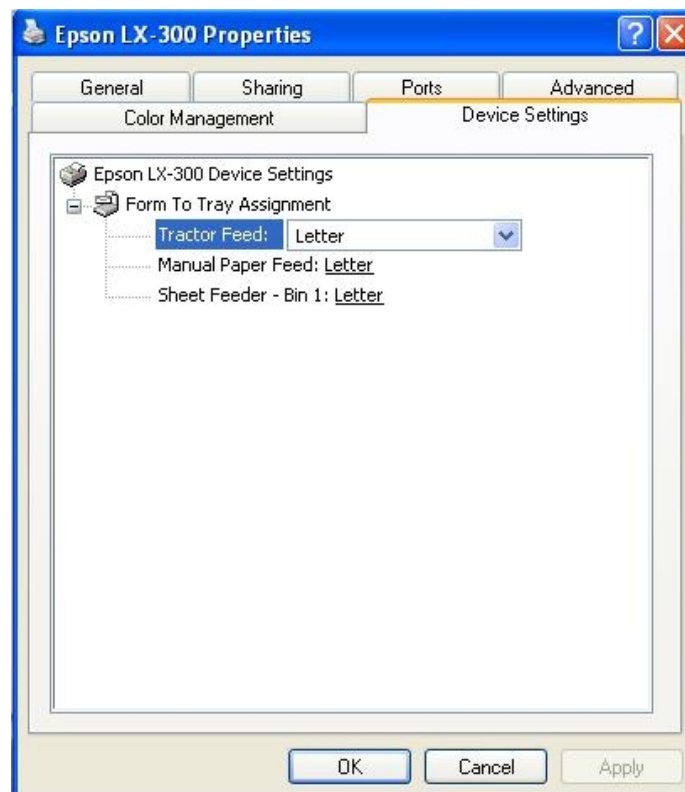 Epson LX-300 Properties
General Sharing Ports Advanced
Color Management Device Settings
Epson LX-300 Device Settings
Form To Tray Assignment
Tractor Feed: Letter
Manual Paper Feed: Letter
Sheet Feeder - Bin 1: Letter
OK Cancel Apply